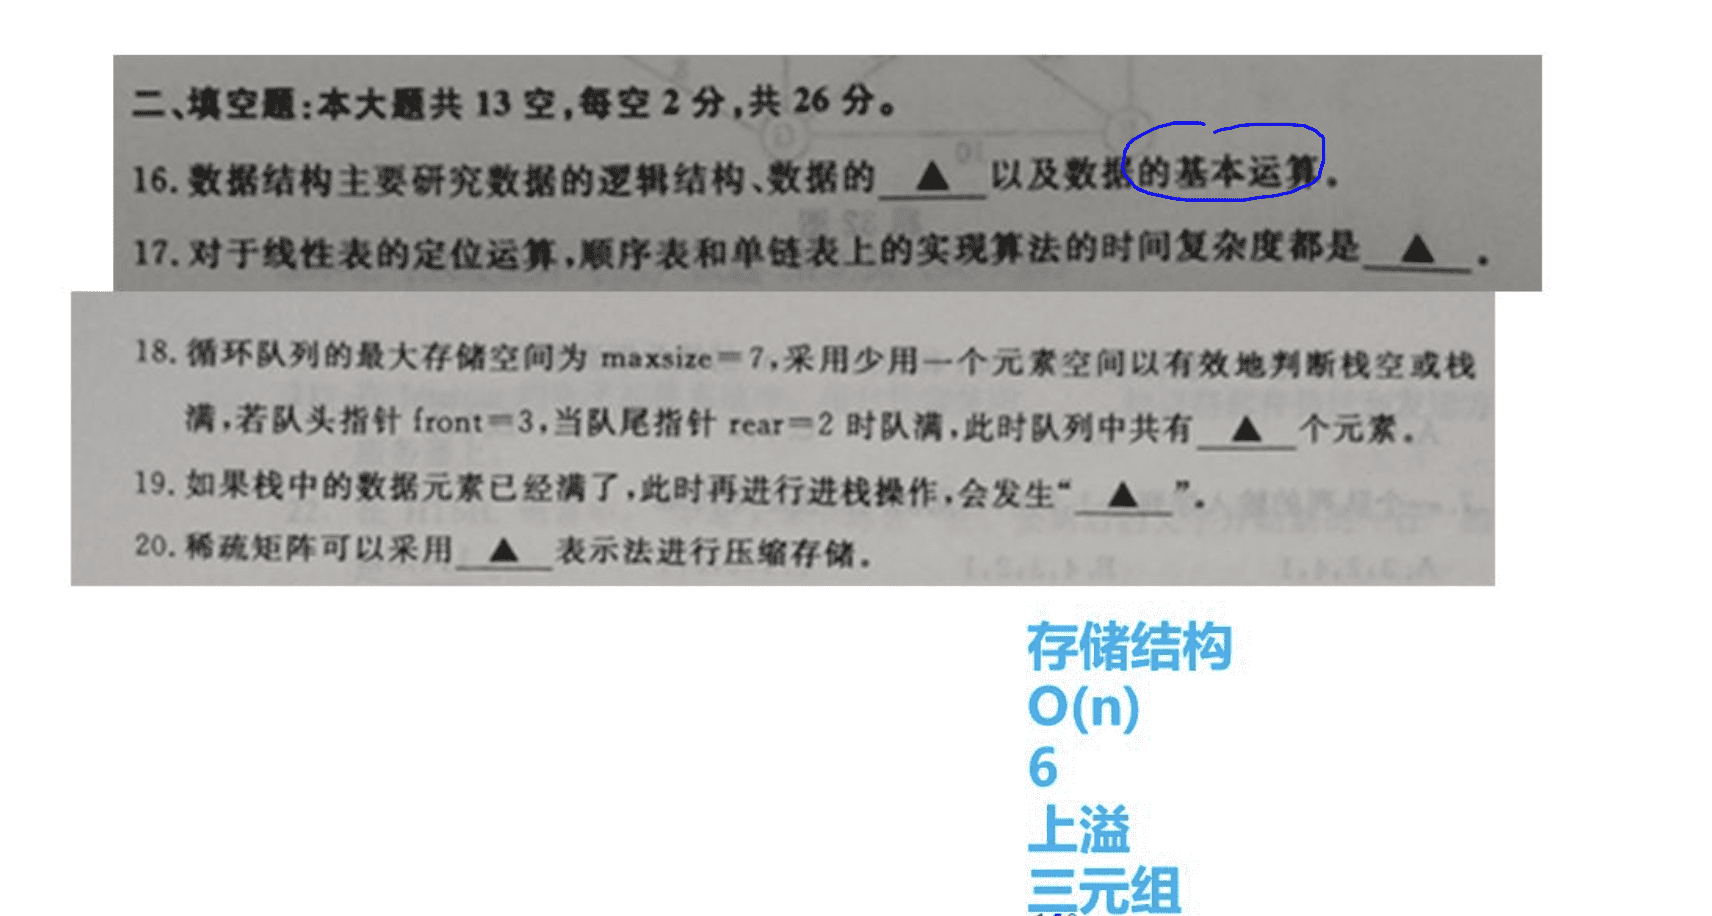 二、填空题:本大题共 13 空,每空 2 分,共 26 分。
16. 数据结构主要研究数据的逻辑结构、数据的 ▲ 以及数据的基本运算。
17. 对于线性表的定位运算,顺序表和单链表上的实现算法的时间复杂度都是 ▲ .
18. 循环队列的最大存储空间为 maxsize=7,采用少用一个元素空间以有效地判断栈空或栈
满,若队头指针 front=3,当队尾指针 rear=2 时队满,此时队列中共有 ▲ 个元素。
19. 如果栈中的数据元素已经满了,此时再进行进栈操作,会发生“ ▲ ”。
20. 稀疏矩阵可以采用 ▲ 表示法进行压缩存储。
存储结构
O(n)
6
上溢
三元组